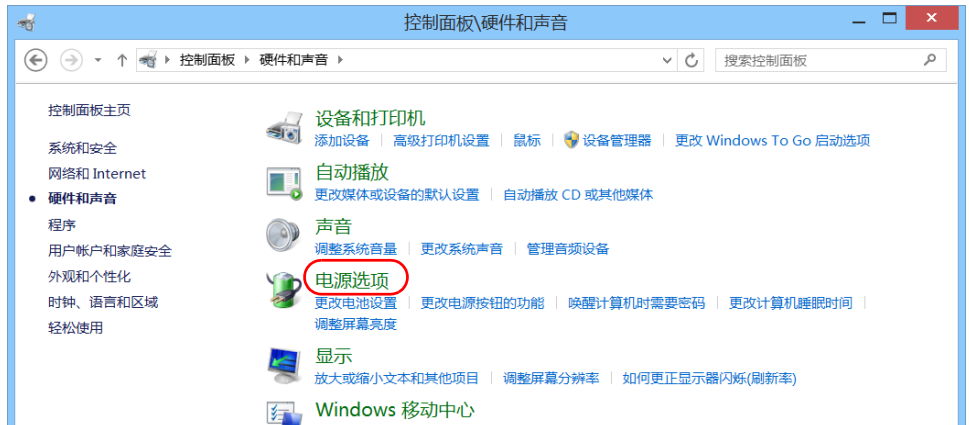 控制面板\硬件和声音
控制面板 硬件和声音
搜索控制面板
控制面板主页
系统和安全
网络和 Internet
硬件和声音
程序
用户帐户和家庭安全
外观和个性化
时钟、语言和区域
轻松使用
设备和打印机
添加设备 高级打印机设置 鼠标 设备管理器 更改 Windows To Go 启动选项
自动播放
更改媒体或设备的默认设置 自动播放 CD 或其他媒体
声音
调整系统音量 更改系统声音 管理音频设备
电源选项
更改电池设置 更改电源按钮的功能 唤醒计算机时需要密码 更改计算机睡眠时间
调整屏幕亮度
显示
放大或缩小文本和其他项目 调整屏幕分辨率 如何更正显示器闪烁(刷新率)
Windows 移动中心